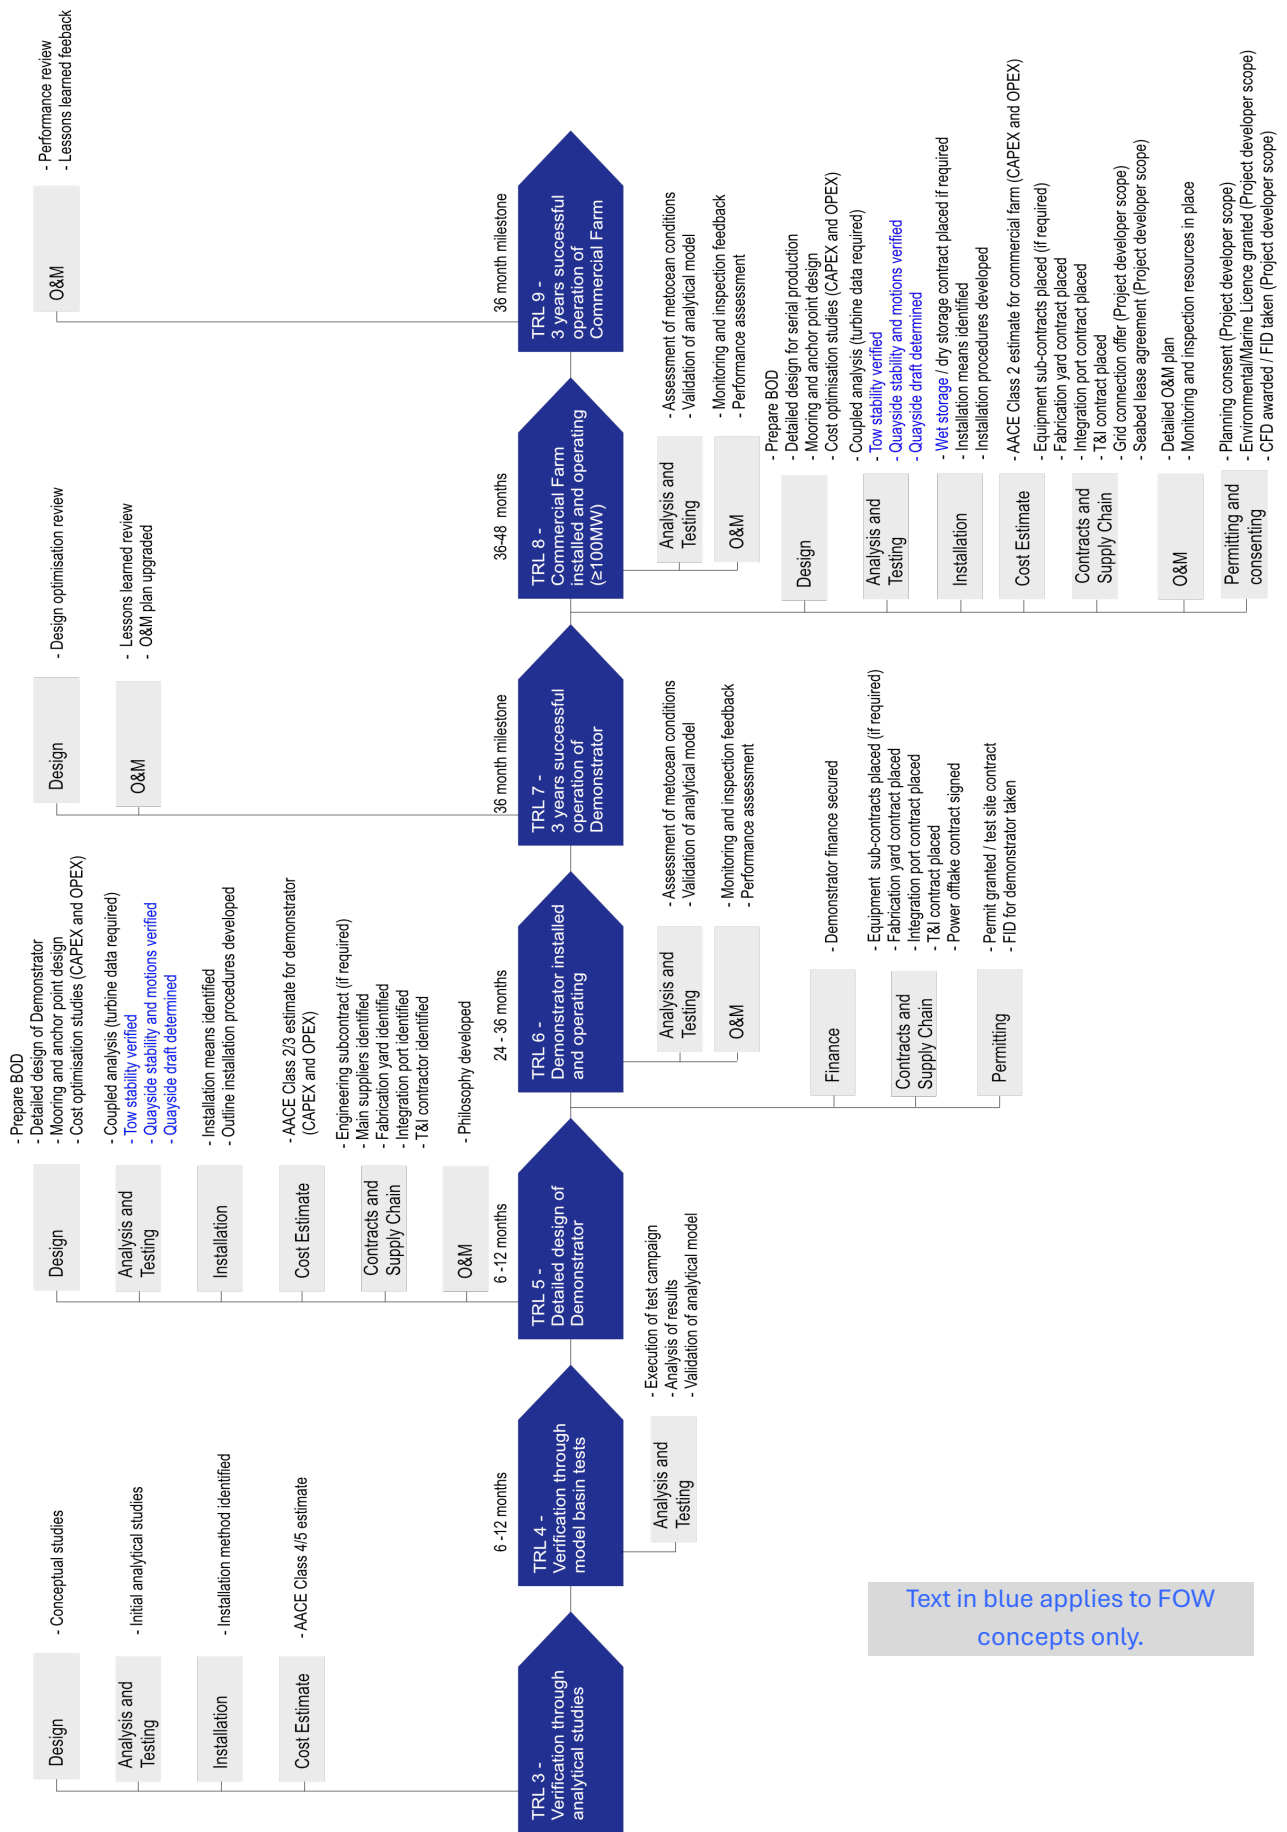 Design
- Conceptual studies
Analysis and
Testing
- Initial analytical studies
Installation
- Installation method identified
Cost Estimate
- AACE Class 4/5 estimate
TRL 3 -
Verification through
analytical studies
6 -12 months
TRL 4 -
Verification through
model basin tests
Analysis and
Testing
- Execution of test campaign
- Analysis of results
- Validation of analytical model
Design
- Prepare BOD
- Detailed design of Demonstrator
- Mooring and anchor point design
- Cost optimisation studies (CAPEX and OPEX)
Analysis and
Testing
- Coupled analysis (turbine data required)
- Tow stability verified
- Quayside stability and motions verified
- Quayside draft determined
Installation
- Installation means identified
- Outline installation procedures developed
Cost Estimate
- AACE Class 2/3 estimate for demonstrator
(CAPEX and OPEX)
Contracts and
Supply Chain
- Engineering subcontract (if required)
- Main suppliers identified
- Fabrication yard identified
- Integration port identified
- T&I contractor identified
O&M
- Philosophy developed
6 -12 months
TRL 5 -
Detailed design of
Demonstrator
24 - 36 months
TRL 6 -
Demonstrator installed
and operating
Analysis and
Testing
- Assessment of metocean conditions
- Validation of analytical model
O&M
- Monitoring and inspection feedback
- Performance assessment
Finance
- Demonstrator finance secured
Contracts and
Supply Chain
- Equipment sub-contracts placed (if required)
- Fabrication yard contract placed
- Integration port contract placed
- T&I contract placed
- Power offtake contract signed
Permitting
- Permit granted / test site contract
- FID for demonstrator taken
Design
- Design optimisation review
O&M
- Lessons learned review
- O&M plan upgraded
36 month milestone
TRL 7 -
3 years successful
operation of
Demonstrator
36-48 months
TRL 8 -
Commercial Farm
installed and operating
(≥100MW)
Analysis and
Testing
- Assessment of metocean conditions
- Validation of analytical model
O&M
- Monitoring and inspection feedback
- Performance assessment
Design
- Prepare BOD
- Detailed design for serial production
- Mooring and anchor point design
- Cost optimisation studies (CAPEX and OPEX)
Analysis and
Testing
- Coupled analysis (turbine data required)
- Tow stability verified
- Quayside stability and motions verified
- Quayside draft determined
Installation
- Wet storage / dry storage contract placed if required
- Installation means identified
- Installation procedures developed
Cost Estimate
- AACE Class 2 estimate for commercial farm (CAPEX and OPEX)
Contracts and
Supply Chain
- Equipment sub-contracts placed (if required)
- Fabrication yard contract placed
- Integration port contract placed
- T&I contract placed
- Grid connection offer (Project developer scope)
- Seabed lease agreement (Project developer scope)
O&M
- Detailed O&M plan
- Monitoring and inspection resources in place
Permitting and
consenting
- Planning consent (Project developer scope)
- Environmental/Marine Licence granted (Project developer scope)
- CFD awarded / FID taken (Project developer scope)
O&M
- Performance review
- Lessons learned feeback
36 month milestone
TRL 9 -
3 years successful
operation of
Commercial Farm
Text in blue applies to FOW
concepts only.